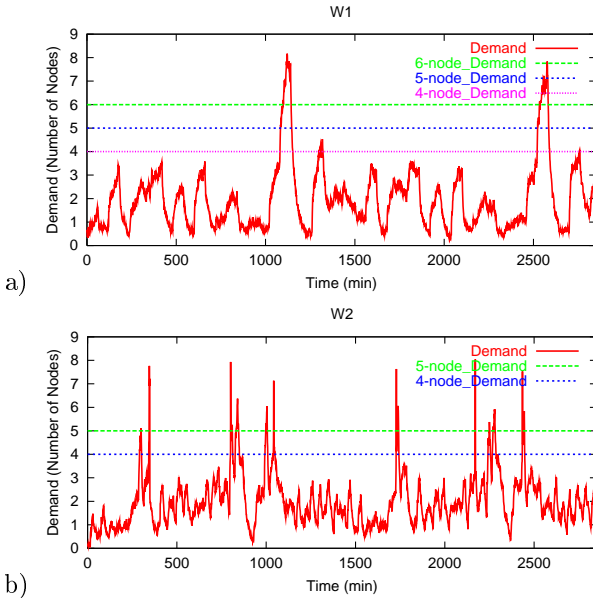 W1
Demand (Number of Nodes)
9
8
7
6
5
4
3
2
1
0
Demand
6-node_Demand
5-node_Demand
4-node_Demand
0 500 1000 1500 2000 2500
Time (min)
a)
W2
Demand (Number of Nodes)
9
8
7
6
5
4
3
2
1
0
Demand
5-node_Demand
4-node_Demand
0 500 1000 1500 2000 2500
Time (min)
b)